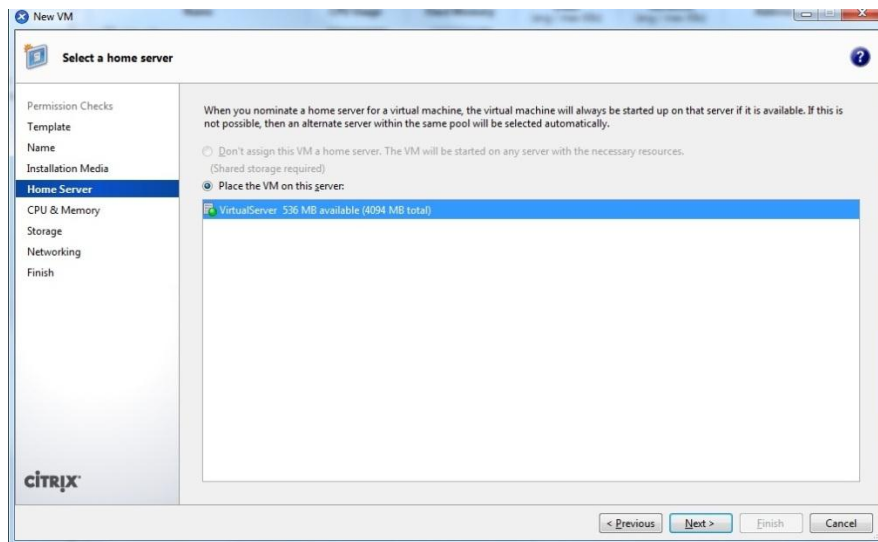 New VM
Select a home server
?
Permission Checks
Template
Name
Installation Media
Home Server
CPU & Memory
Storage
Networking
Finish
When you nominate a home server for a virtual machine, the virtual machine will always be started up on that server if it is available. If this is
not possible, then an alternate server within the same pool will be selected automatically.
Don't assign this VM a home server. The VM will be started on any server with the necessary resources.
(Shared storage required)
Place the VM on this server:
VirtualServer 536 MB available (4094 MB total)
CİTRIX
< Previous
Next >
Finish
Cancel